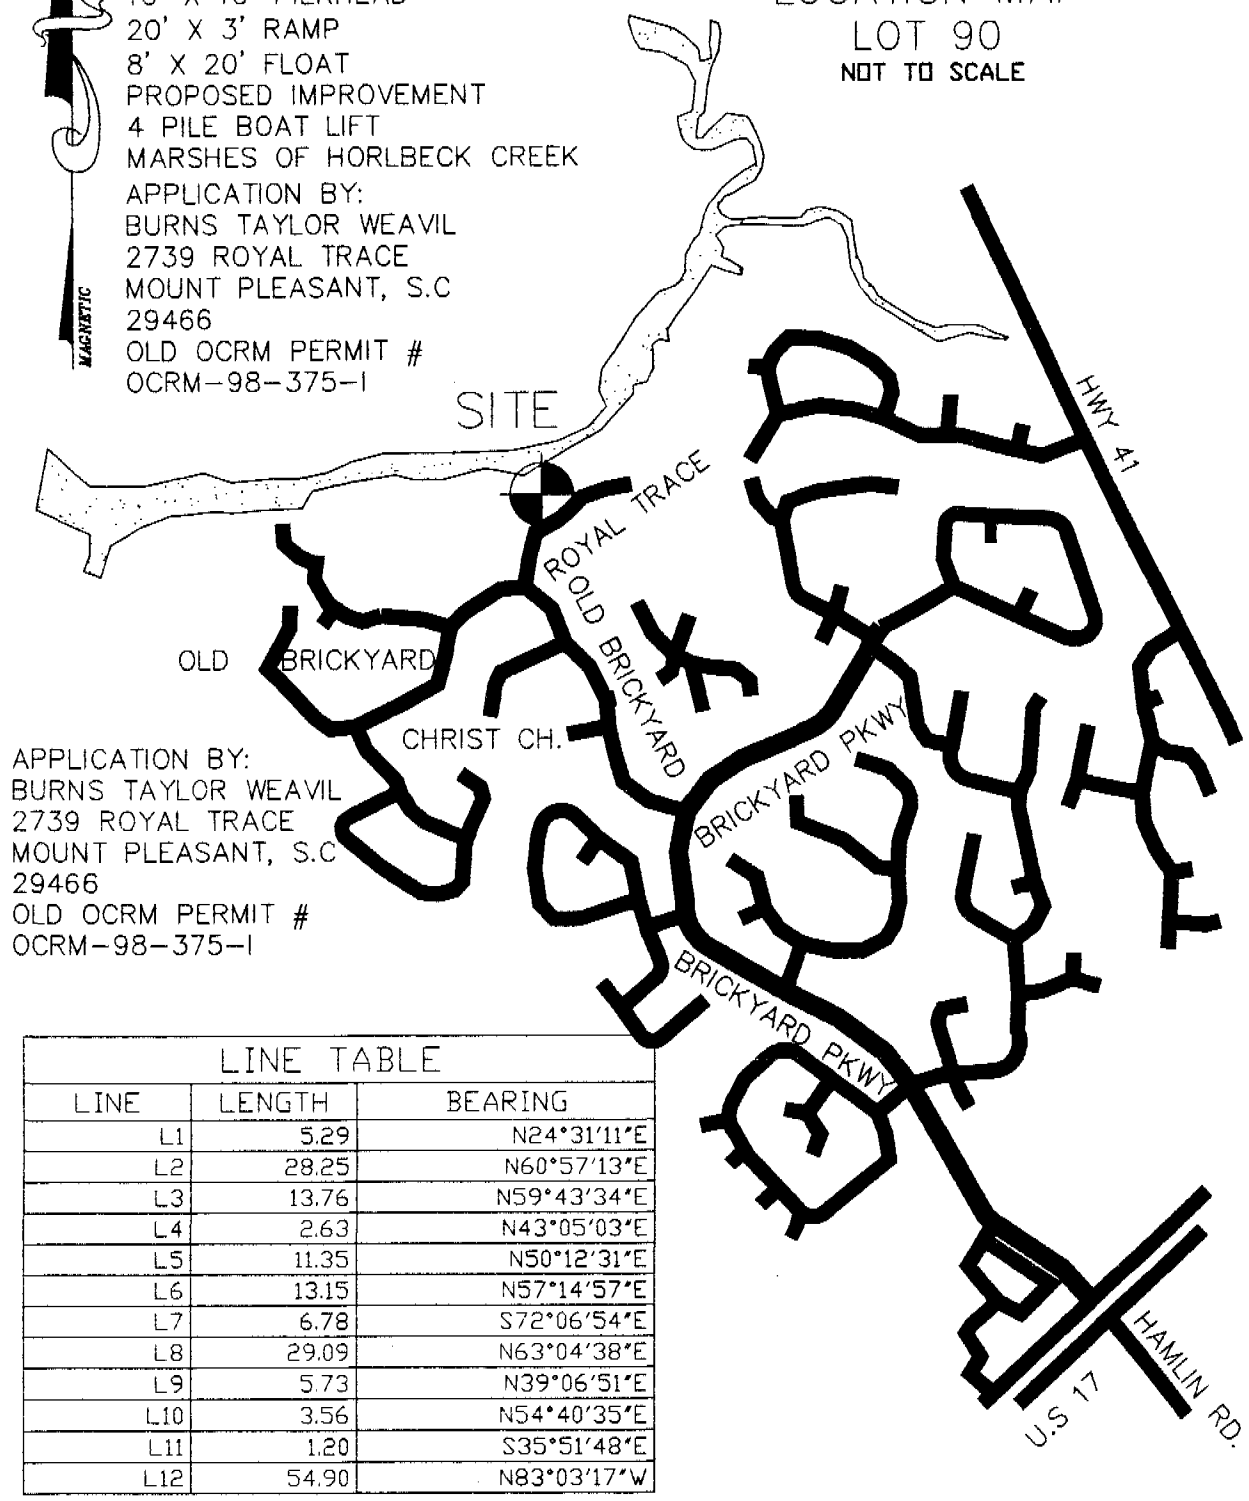 20' X 3' RAMP
8' X 20' FLOAT
PROPOSED IMPROVEMENT
4 PILE BOAT LIFT
MARSHES OF HORLBECK CREEK
APPLICATION BY:
BURNS TAYLOR WEAVIL
2739 ROYAL TRACE
MOUNT PLEASANT, S.C
29466
OLD OCRM PERMIT #
OCRM-98-375-I
MAGNETIC
LOCATION MAP
LOT 90
NOT TO SCALE
SITE
HWY 41
ROYAL TRACE
OLD BRICKYARD
OLD BRICKYARD
CHRIST CH.
BRICKYARD PKWY
BRICKYARD PKWY
APPLICATION BY:
BURNS TAYLOR WEAVIL
2739 ROYAL TRACE
MOUNT PLEASANT, S.C
29466
OLD OCRM PERMIT #
OCRM-98-375-I
HAMLIN RD.
U.S 17
LINE TABLE
LINE LENGTH BEARING
L1 5.29 N24°31'11"E
L2 28.25 N60°57'13"E
L3 13.76 N59°43'34"E
L4 2.63 N43°05'03"E
L5 11.35 N50°12'31"E
L6 13.15 N57°14'57"E
L7 6.78 S72°06'54"E
L8 29.09 N63°04'38"E
L9 5.73 N39°06'51"E
L10 3.56 N54°40'35"E
L11 1.20 S35°51'48"E
L12 54.90 N83°03'17"W